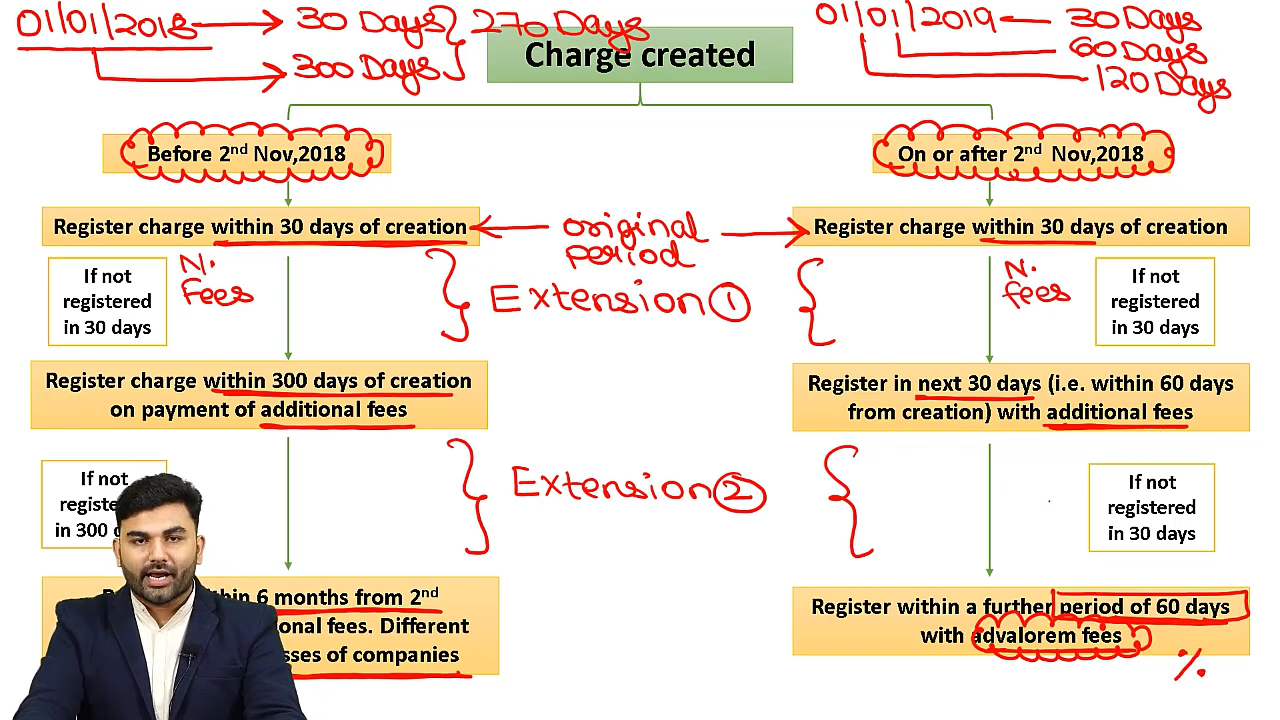 01/01/2018 → 30 Days } 270 Days
300 Days
01/01/2019 ← 30 Days
60 Days
120 Days
Charge created
Before 2nd Nov,2018
On or after 2nd Nov,2018
Register charge within 30 days of creation
original
period
Register charge within 30 days of creation
If not
registered
in 30 days
N.
Fees
Extension ①
N.
fees
If not
registered
in 30 days
Register charge within 300 days of creation
on payment of additional fees
Register in next 30 days (i.e. within 60 days
from creation) with additional fees
If not
in 300
Extension ②
If not
registered
in 30 days
6 months from 2nd
fees. Different
of companies
Register within a further period of 60 days
with advalorem fees
%